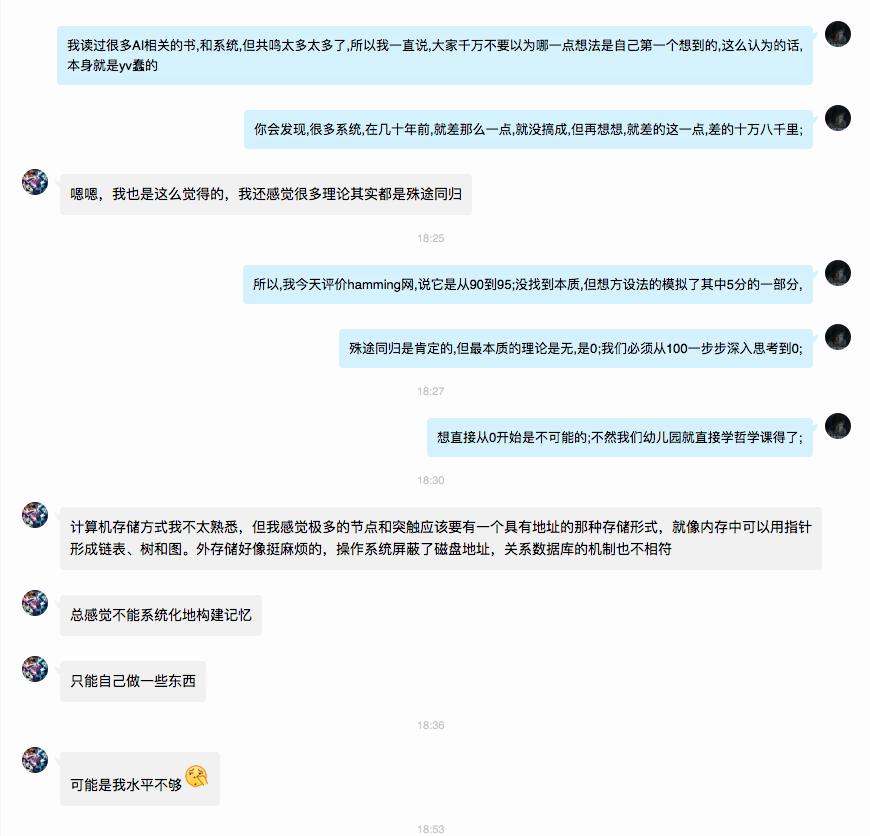 我读过很多AI相关的书,和系统,但共鸣太多太多了,所以我一直说,大家千万不要以为哪一点想法是自己第一个想到的,这么认为的话,
本身就是yv蠢的
你会发现,很多系统,在几十年前,就差那么一点,就没搞成,但再想想,就差的这一点,差的十万八千里;
嗯嗯，我也是这么觉得的，我还感觉很多理论其实都是殊途同归
18:25
所以,我今天评价hamming网,说它是从90到95;没找到本质,但想方设法的模拟了其中5分的一部分,
殊途同归是肯定的,但最本质的理论是无,是0;我们必须从100一步步深入思考到0;
18:27
想直接从0开始是不可能的;不然我们幼儿园就直接学哲学课得了;
18:30
计算机存储方式我不太熟悉，但我感觉极多的节点和突触应该要有一个具有地址的那种存储形式，就像内存中可以用指针
形成链表、树和图。外存储好像挺麻烦的，操作系统屏蔽了磁盘地址，关系数据库的机制也不相符
总感觉不能系统化地构建记忆
只能自己做一些东西
18:36
可能是我水平不够
18:53